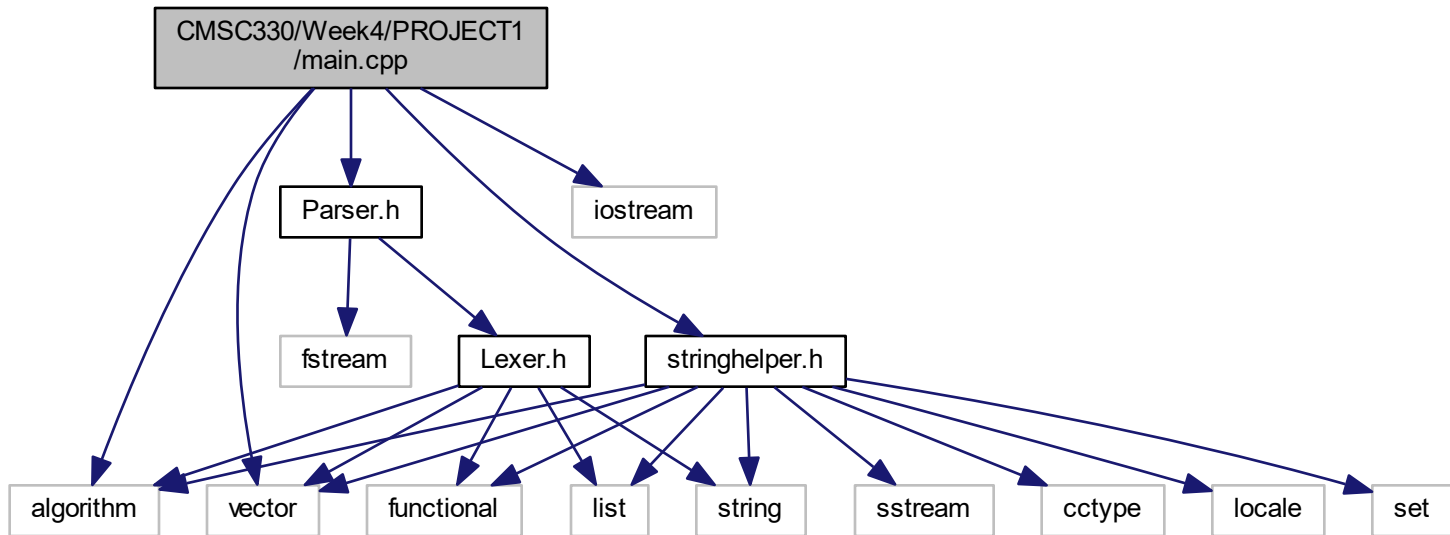 CMSC330/Week4/PROJECT1
/main.cpp
Parser.h
iostream
fstream
Lexer.h
stringhelper.h
algorithm
vector
functional
list
string
sstream
cctype
locale
set